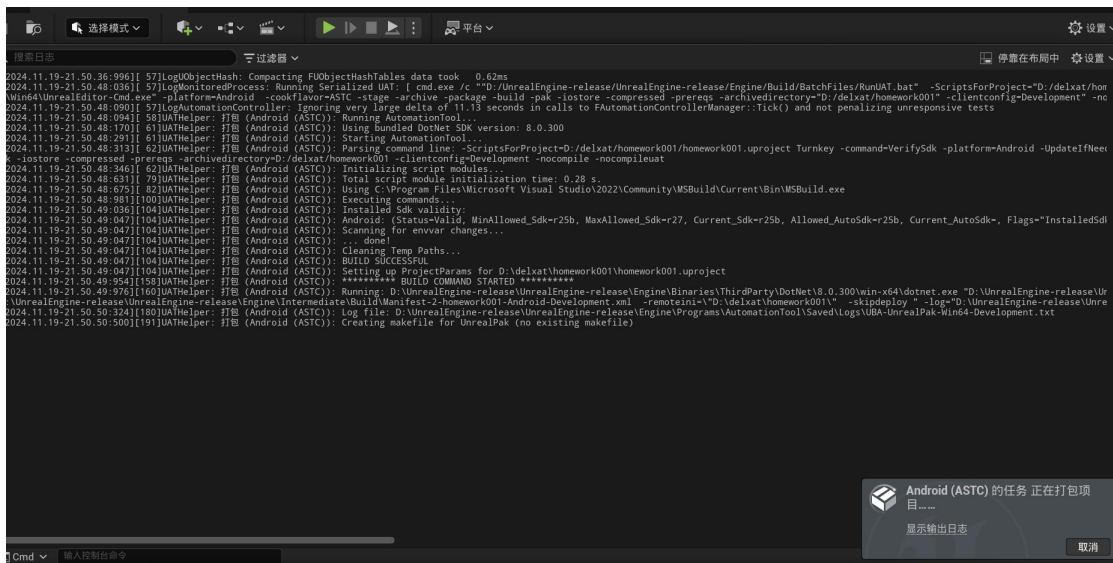 选择模式
平台
设置
搜索日志
过滤器
停靠在布局中
设置
2024.11.19-21.50.36:996][ 57]LogUObjectHash: Compacting FUObjectHashTables data took   0.62ms
2024.11.19-21.50.48:036][ 57]LogMonitoredProcess: Running Serialized UAT: [ cmd.exe /c ""D:/UnrealEngine-release/UnrealEngine-release/Engine/Build/BatchFiles/RunUAT.bat"  -ScriptsForProject="D:/delxat/hom
\Win64\UnrealEditor-Cmd.exe" -platform=Android  -cookflavor=ASTC -stage -archive -package -build -pak -iostore -compressed -prereqs -archivedirectory="D:/delxat/homework001" -clientconfig=Development" -no
2024.11.19-21.50.48:090][ 57]LogAutomationController: Ignoring very large delta of 11.13 seconds in calls to FAutomationControllerManager::Tick() and not penalizing unresponsive tests
2024.11.19-21.50.48:094][ 58]UATHelper: 打包 (Android (ASTC)): Running AutomationTool...
2024.11.19-21.50.48:170][ 61]UATHelper: 打包 (Android (ASTC)): Using bundled DotNet SDK version: 8.0.300
2024.11.19-21.50.48:291][ 61]UATHelper: 打包 (Android (ASTC)): Starting AutomationTool...
2024.11.19-21.50.48:313][ 62]UATHelper: 打包 (Android (ASTC)): Parsing command line: -ScriptsForProject=D:/delxat/homework001/homework001.uproject Turnkey -command=VerifySdk -platform=Android -UpdateIfNeed
k -iostore -compressed -prereqs -archivedirectory=D:/delxat/homework001 -clientconfig=Development -nocompile -nocompileuat
2024.11.19-21.50.48:346][ 62]UATHelper: 打包 (Android (ASTC)): Initializing script modules...
2024.11.19-21.50.48:631][ 79]UATHelper: 打包 (Android (ASTC)): Total script module initialization time: 0.28 s.
2024.11.19-21.50.48:675][ 82]UATHelper: 打包 (Android (ASTC)): Using C:\Program Files\Microsoft Visual Studio\2022\Community\MSBuild\Current\Bin\MSBuild.exe
2024.11.19-21.50.48:981][100]UATHelper: 打包 (Android (ASTC)): Executing commands...
2024.11.19-21.50.49:036][104]UATHelper: 打包 (Android (ASTC)): Installed Sdk validity:
2024.11.19-21.50.49:047][104]UATHelper: 打包 (Android (ASTC)): Android: (Status=Valid, MinAllowed_Sdk=r25b, MaxAllowed_Sdk=r27, Current_Sdk=r25b, Allowed_AutoSdk=r25b, Current_AutoSdk=, Flags="InstalledSdk
2024.11.19-21.50.49:047][104]UATHelper: 打包 (Android (ASTC)): Scanning for envvar changes...
2024.11.19-21.50.49:047][104]UATHelper: 打包 (Android (ASTC)): ... done!
2024.11.19-21.50.49:047][104]UATHelper: 打包 (Android (ASTC)): Cleaning Temp Paths...
2024.11.19-21.50.49:047][104]UATHelper: 打包 (Android (ASTC)): BUILD SUCCESSFUL
2024.11.19-21.50.49:047][104]UATHelper: 打包 (Android (ASTC)): Setting up ProjectParams for D:\delxat\homework001\homework001.uproject
2024.11.19-21.50.49:954][158]UATHelper: 打包 (Android (ASTC)): ********** BUILD COMMAND STARTED **********
2024.11.19-21.50.49:976][160]UATHelper: 打包 (Android (ASTC)): Running: D:\UnrealEngine-release\UnrealEngine-release\Engine\Binaries\ThirdParty\DotNet\8.0.300\win-x64\dotnet.exe "D:\UnrealEngine-release\Un
:\UnrealEngine-release\UnrealEngine-release\Engine\Intermediate\Build\Manifest-2-homework001-Android-Development.xml  -remoteini=\"D:\delxat\homework001\"  -skipdeploy " -log="D:\UnrealEngine-release\Unre
2024.11.19-21.50.50:324][180]UATHelper: 打包 (Android (ASTC)): Log file: D:\UnrealEngine-release\UnrealEngine-release\Engine\Programs\AutomationTool\Saved\Logs\UBA-UnrealPak-Win64-Development.txt
2024.11.19-21.50.50:500][191]UATHelper: 打包 (Android (ASTC)): Creating makefile for UnrealPak (no existing makefile)
Android (ASTC) 的任务 正在打包项
目……
显示输出日志
取消
Cmd
输入控制台命令